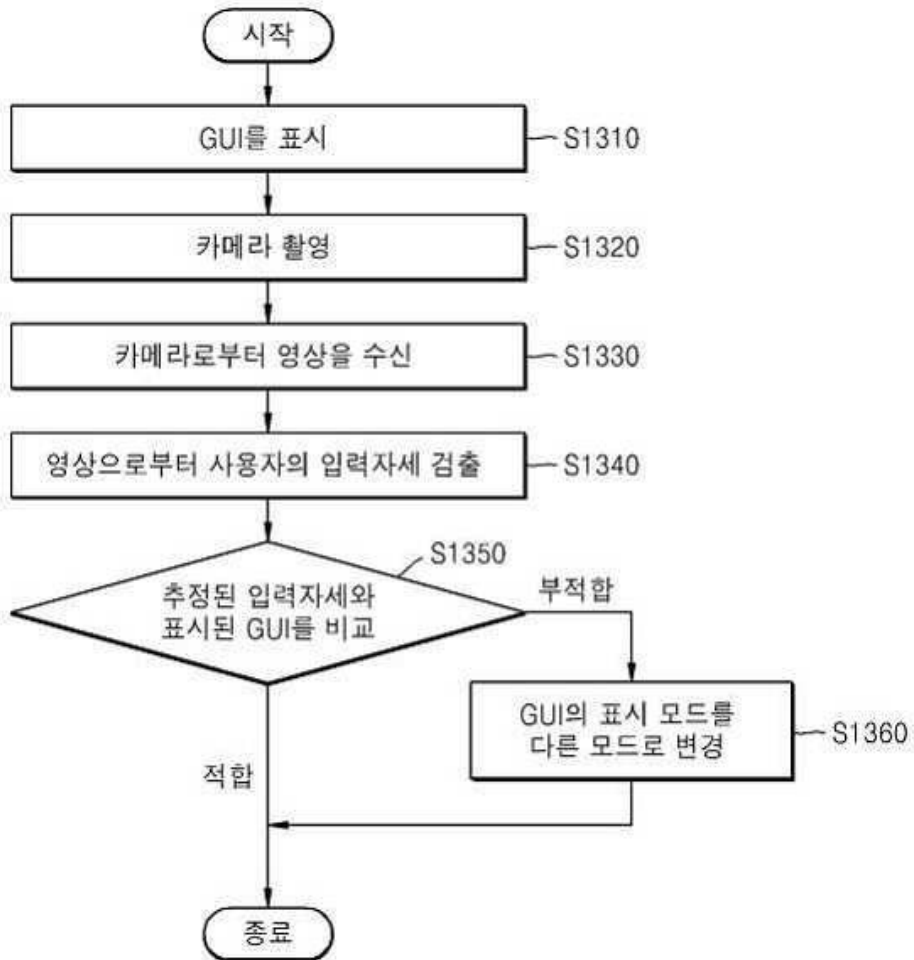 시작
GUI를 표시
S1310
카메라 촬영
S1320
카메라로부터 영상을 수신
S1330
영상으로부터 사용자의 입력자세 검출
S1340
S1350
추정된 입력자세와
표시된 GUI를 비교
부적합
GUI의 표시 모드를
다른 모드로 변경
S1360
적합
종료